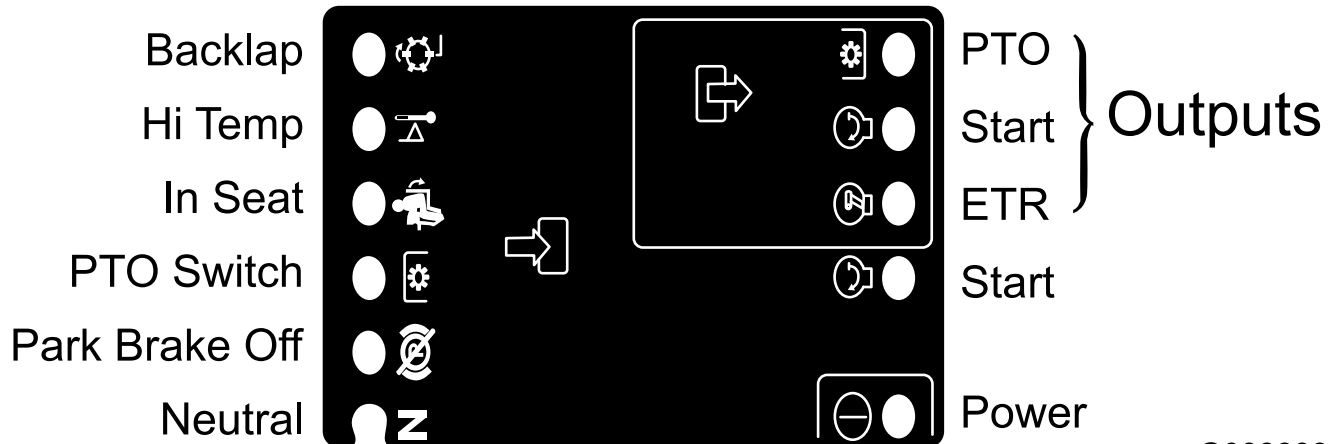 Backlap
Hi Temp
In Seat
PTO Switch
Park Brake Off
Neutral
N
PTO
Start
ETR
Outputs
Start
Power